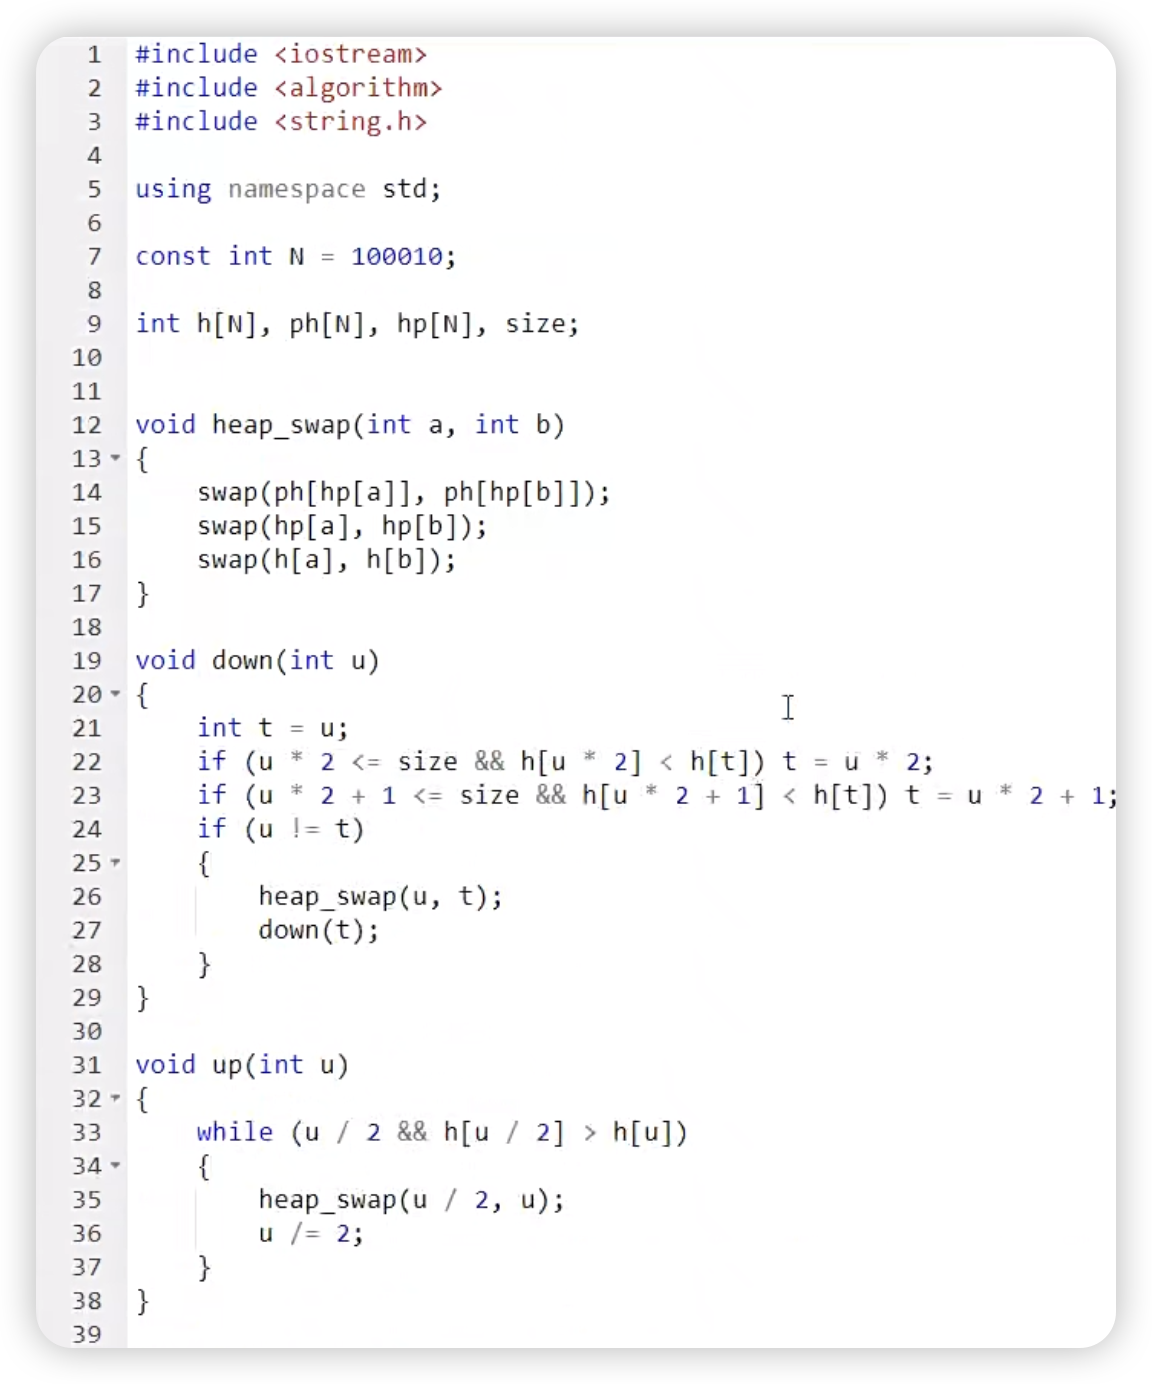 1 #include <iostream>
2 #include <algorithm>
3 #include <string.h>
4
5 using namespace std;
6
7 const int N = 100010;
8
9 int h[N], ph[N], hp[N], size;
10
11
12 void heap_swap(int a, int b)
13 {
14     swap(ph[hp[a]], ph[hp[b]]);
15     swap(hp[a], hp[b]);
16     swap(h[a], h[b]);
17 }
18
19 void down(int u)
20 {
21     int t = u;
22     if (u * 2 <= size && h[u * 2] < h[t]) t = u * 2;
23     if (u * 2 + 1 <= size && h[u * 2 + 1] < h[t]) t = u * 2 + 1;
24     if (u != t)
25     {
26         heap_swap(u, t);
27         down(t);
28     }
29 }
30
31 void up(int u)
32 {
33     while (u / 2 && h[u / 2] > h[u])
34     {
35         heap_swap(u / 2, u);
36         u /= 2;
37     }
38 }
39